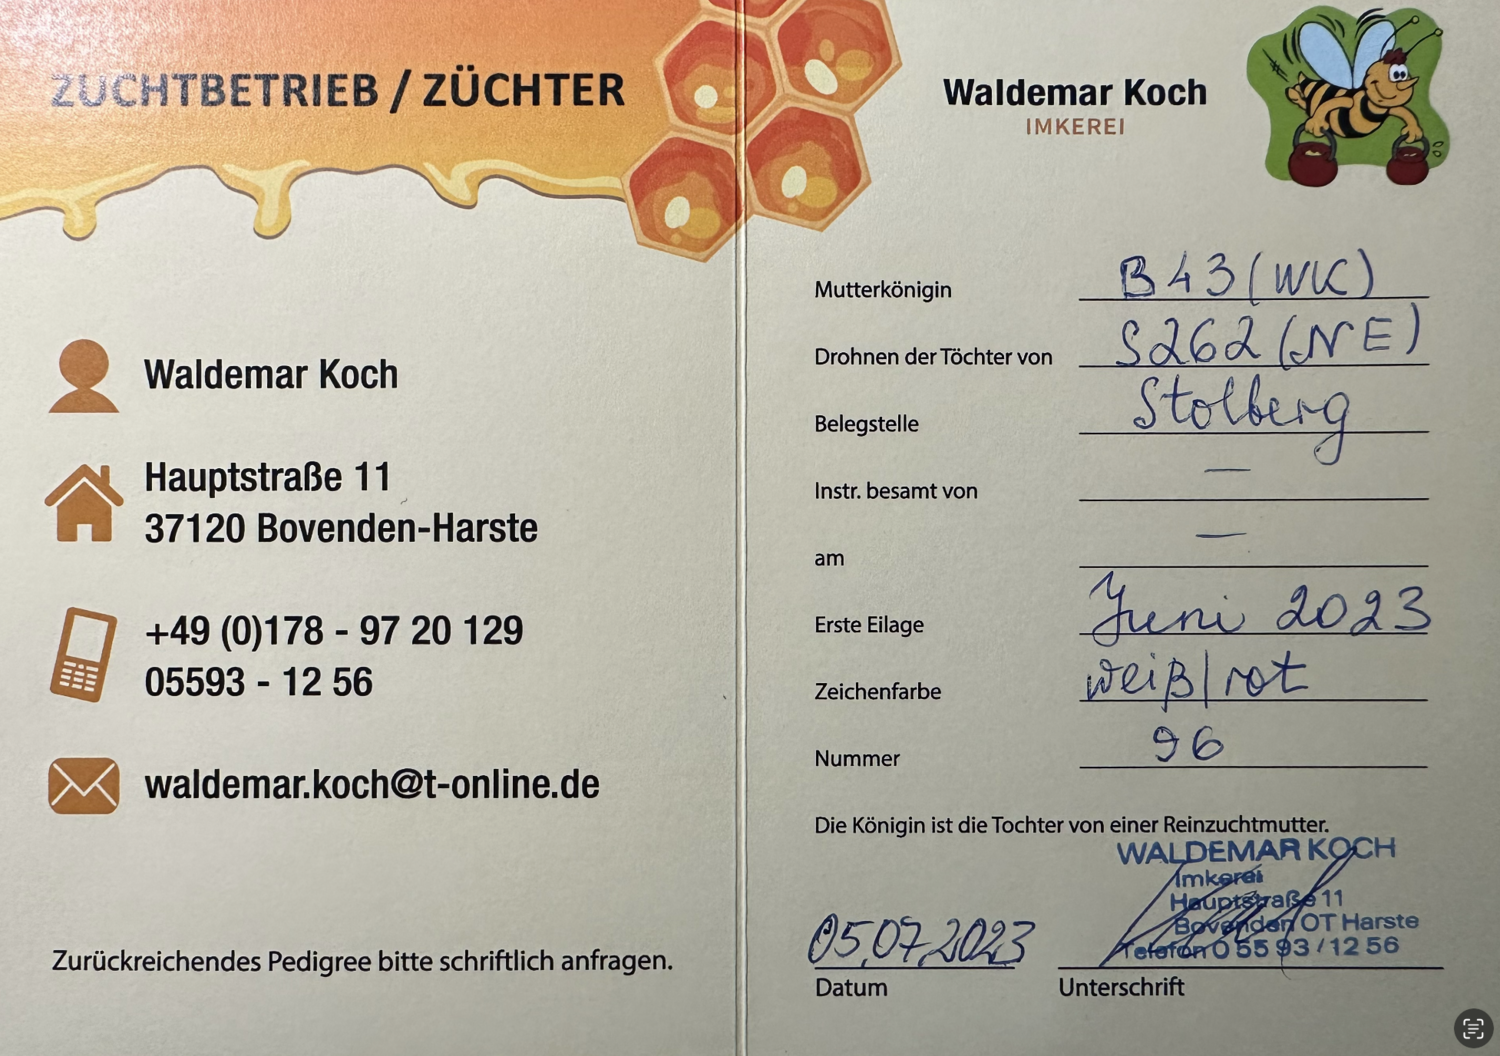 ZUCHTBETRIEB / ZÜCHTER
Waldemar Koch
Hauptstraße 11
37120 Bovenden-Harste
+49 (0)178 - 97 20 129
05593 - 12 56
waldemar.koch@t-online.de
Zurückreichendes Pedigree bitte schriftlich anfragen.
Waldemar Koch
IMKEREI
Mutterkönigin B43 (WK)
Drohnen der Töchter von S262 (NE)
Belegstelle Stolberg
Instr. besamt von —
am —
Erste Eilage Juni 2023
Zeichenfarbe weiß/rot
Nummer 96
Die Königin ist die Tochter von einer Reinzuchtmutter.
WALDEMAR KOCH
Imkerei
Hauptstraße 11
Bovenden OT Harste
Telefon 0 55 93 / 12 56
05.07.2023
Datum Unterschrift